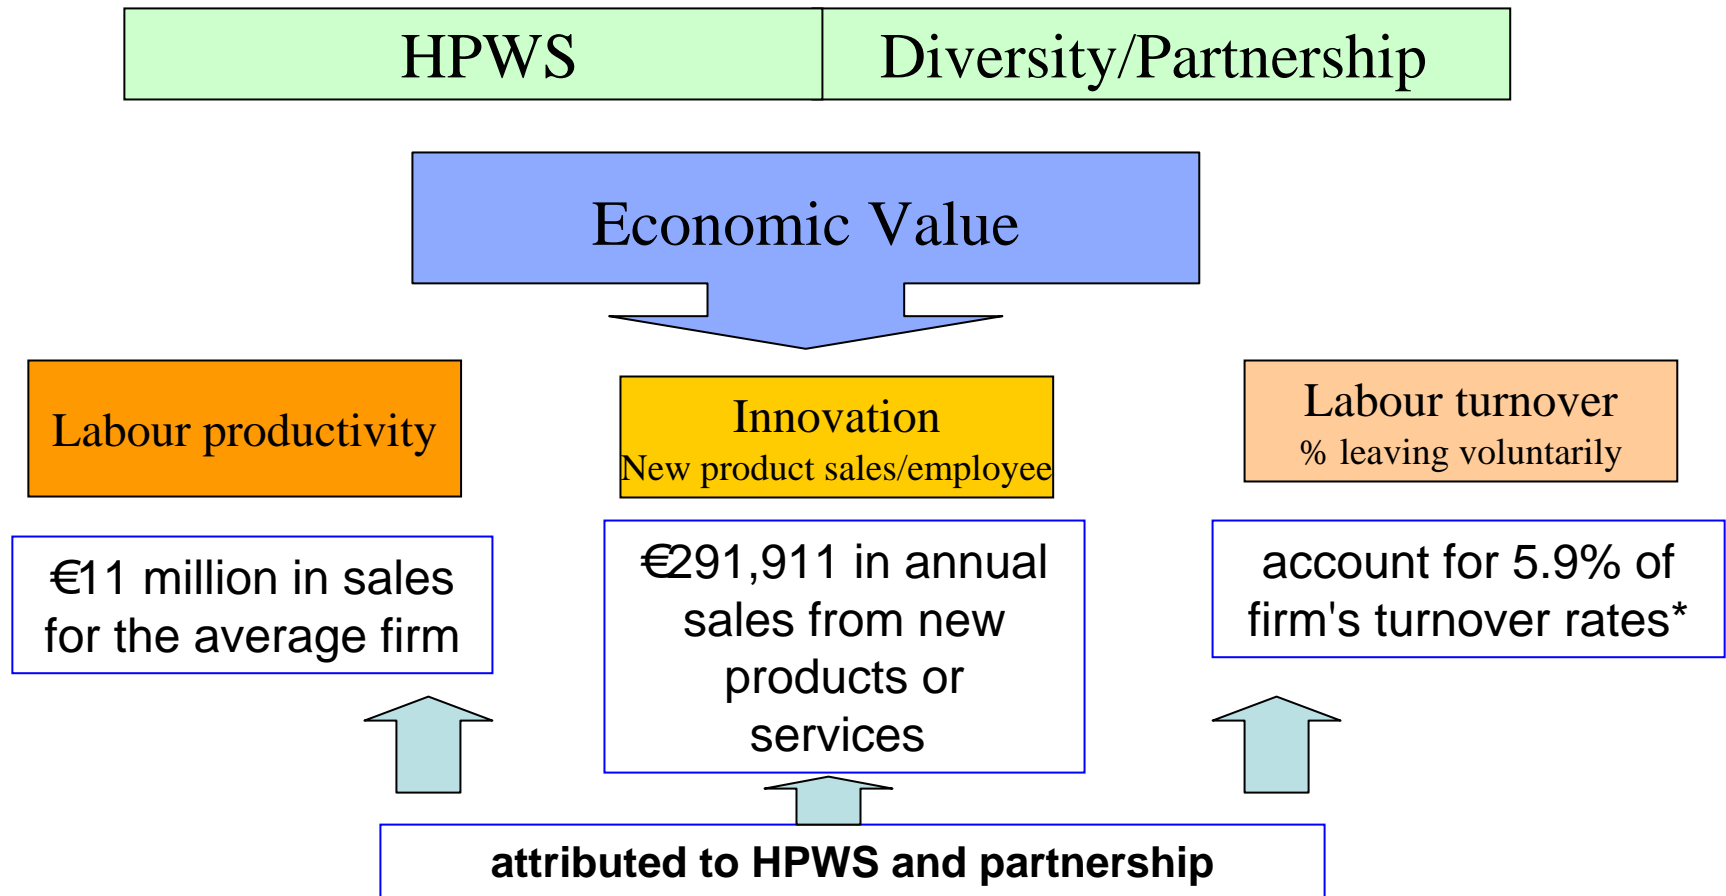 HPWS
Diversity/Partnership
Economic Value
Labour productivity
Innovation
New product sales/employee
Labour turnover
% leaving voluntarily
€11 million in sales
for the average firm
€291,911 in annual
sales from new
products or
services
account for 5.9% of
firm's turnover rates*
attributed to HPWS and partnership